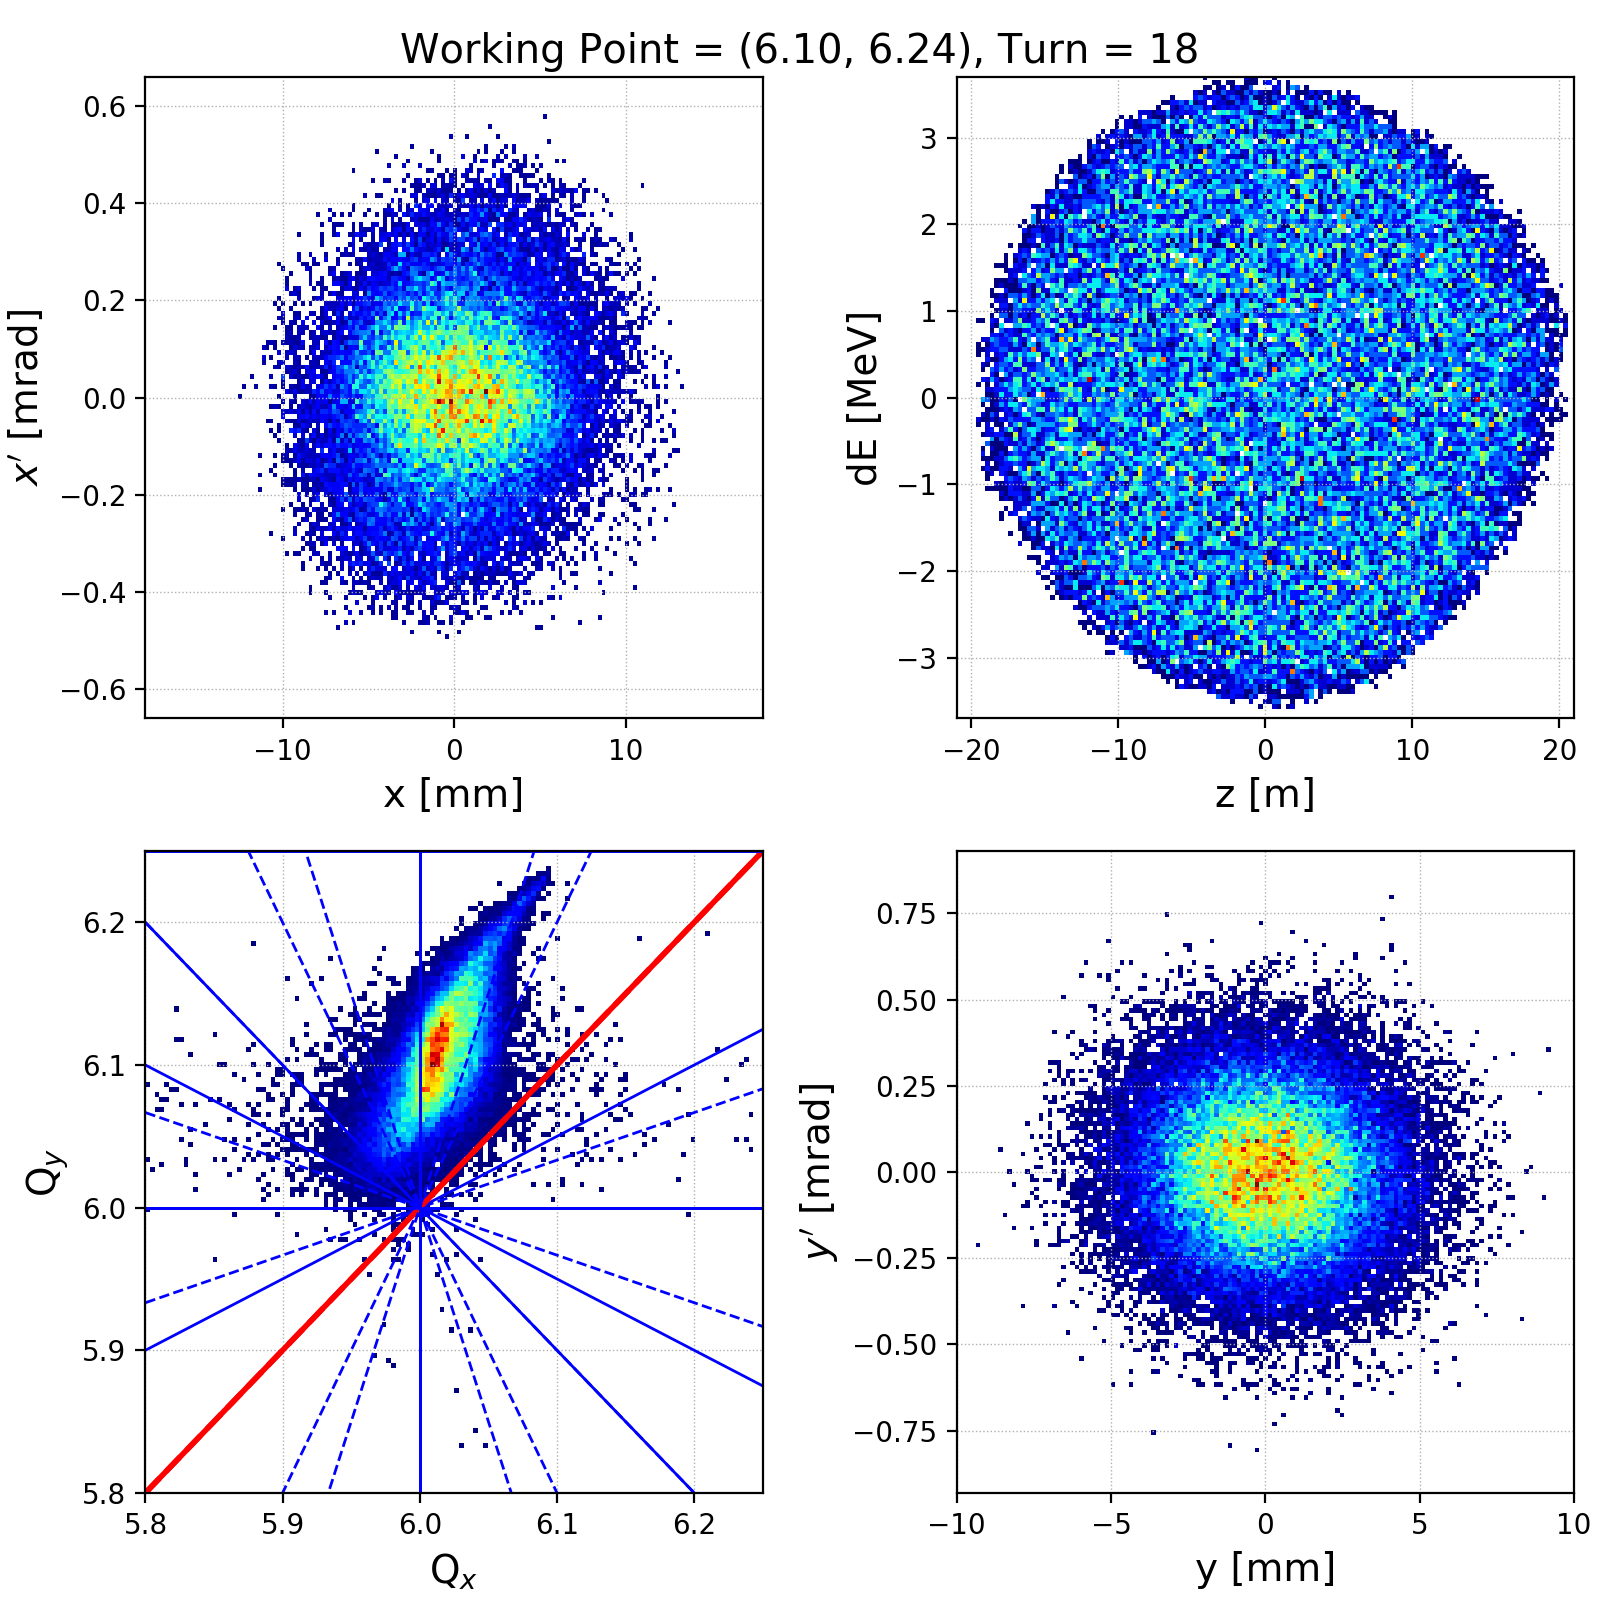 Working Point = (6.10, 6.24), Turn = 18
0.6
0.4
0.2
0.0
−0.2
−0.4
−0.6
x′ [mrad]
−10 0 10
x [mm]
3
2
1
0
−1
−2
−3
dE [MeV]
−20 −10 0 10 20
z [m]
6.2
6.1
6.0
5.9
5.8
Qy
5.8 5.9 6.0 6.1 6.2
Qx
0.75
0.50
0.25
0.00
−0.25
−0.50
−0.75
y′ [mrad]
−10 −5 0 5 10
y [mm]